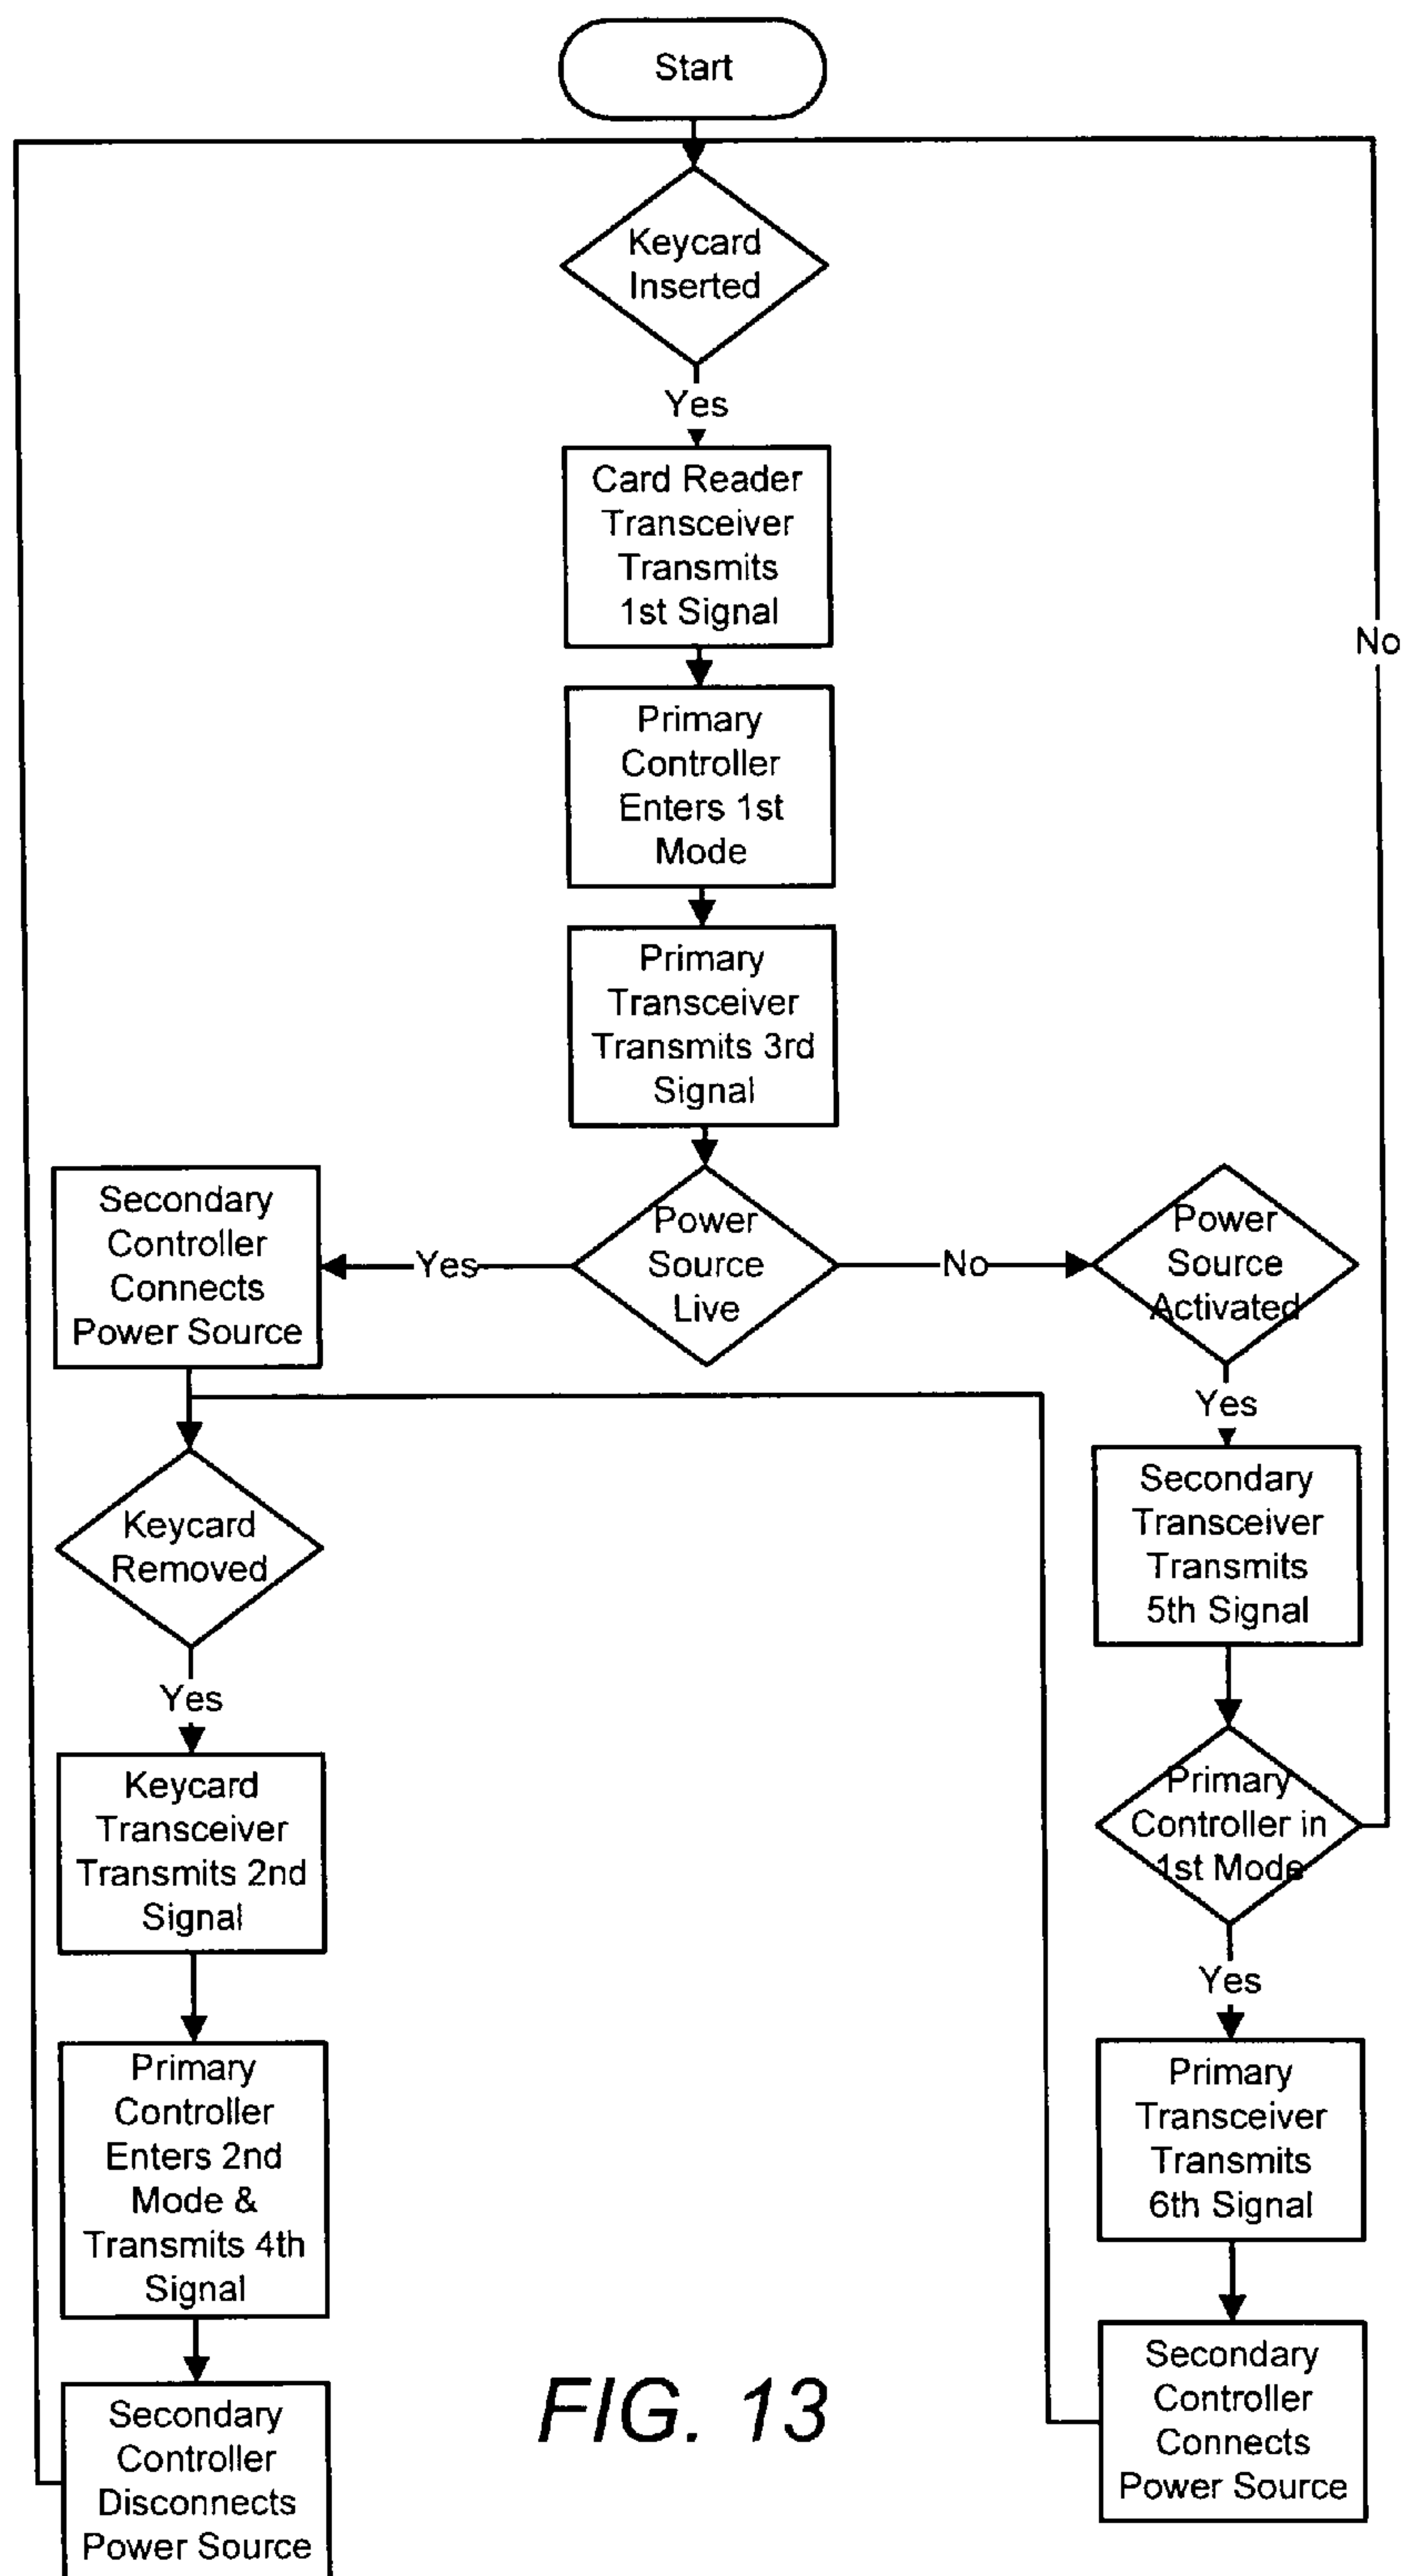 Start
Keycard
Inserted
Yes
Card Reader
Transceiver
Transmits
1st Signal
No
Primary
Controller
Enters 1st
Mode
Primary
Transceiver
Transmits 3rd
Signal
Secondary
Controller
Connects
Power Source
Yes
Power
Source
Live
No
Power
Source
Activated
Yes
Keycard
Removed
Secondary
Transceiver
Transmits
5th Signal
Yes
Keycard
Transceiver
Transmits 2nd
Signal
Primary
Controller in
1st Mode
Yes
Primary
Controller
Enters 2nd
Mode &
Transmits 4th
Signal
Primary
Transceiver
Transmits
6th Signal
Secondary
Controller
Disconnects
Power Source
FIG. 13
Secondary
Controller
Connects
Power Source